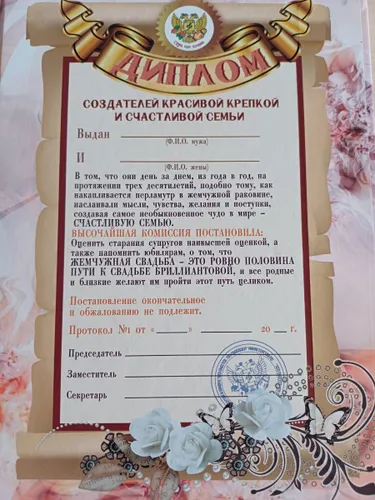 ДИПЛОМ
СОЗДАТЕЛЕЙ КРАСИВОЙ КРЕПКОЙ
И СЧАСТЛИВОЙ СЕМЬИ
Выдан
(Ф.И.О. мужа)
И
(Ф.И.О. жены)
В том, что они день за днем, из года в год, на
протяжении трех десятилетий, подобно тому, как
накапливается перламутр в жемчужной раковине,
наслаивали мысли, чувства, желания и поступки,
создавая самое необыкновенное чудо в мире –
СЧАСТЛИВУЮ СЕМЬЮ.
ВЫСОЧАЙШАЯ КОМИССИЯ ПОСТАНОВИЛА:
Оценить старания супругов наивысшей оценкой, а
также напомнить юбилярам, о том, что
ЖЕМЧУЖНАЯ СВАДЬБА – ЭТО РОВНО ПОЛОВИНА
ПУТИ К СВАДЬБЕ БРИЛЛИАНТОВОЙ, и все родные
и близкие желают им пройти этот путь целиком.
Постановление окончательное
и обжалованию не подлежит.
Протокол №1 от « » 20 г.
Председатель
Заместитель
Секретарь